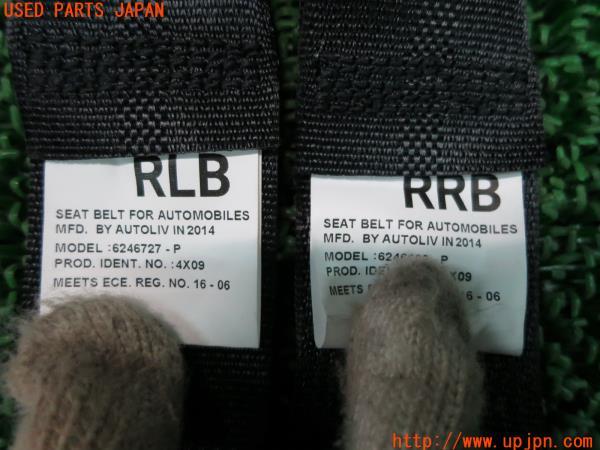 USED PARTS JAPAN
RLB
SEAT BELT FOR AUTOMOBILES
MFD. BY AUTOLIV IN 2014
MODEL :6246727 - P
PROD. IDENT. NO. :4X09
MEETS ECE. REG. NO. 16 - 06
RRB
SEAT BELT FOR AUTOMOBILES
MFD. BY AUTOLIV IN 2014
MODEL - P
PROD. 4X09
MEETS - 06
http://www.upjpn.com/